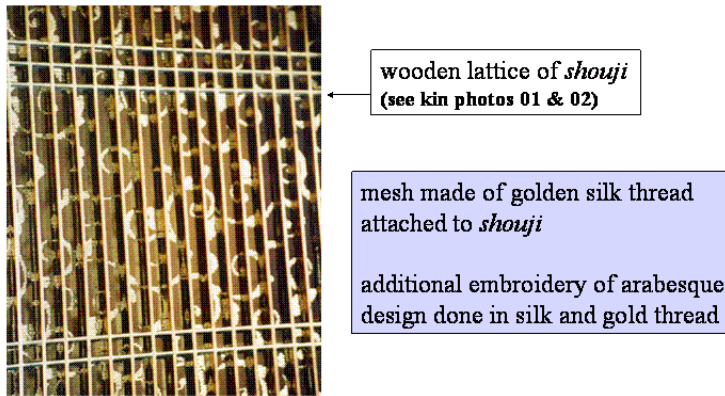 wooden lattice of shouji
(see kin photos 01 & 02)
mesh made of golden silk thread
attached to shouji
additional embroidery of arabesque
design done in silk and gold thread